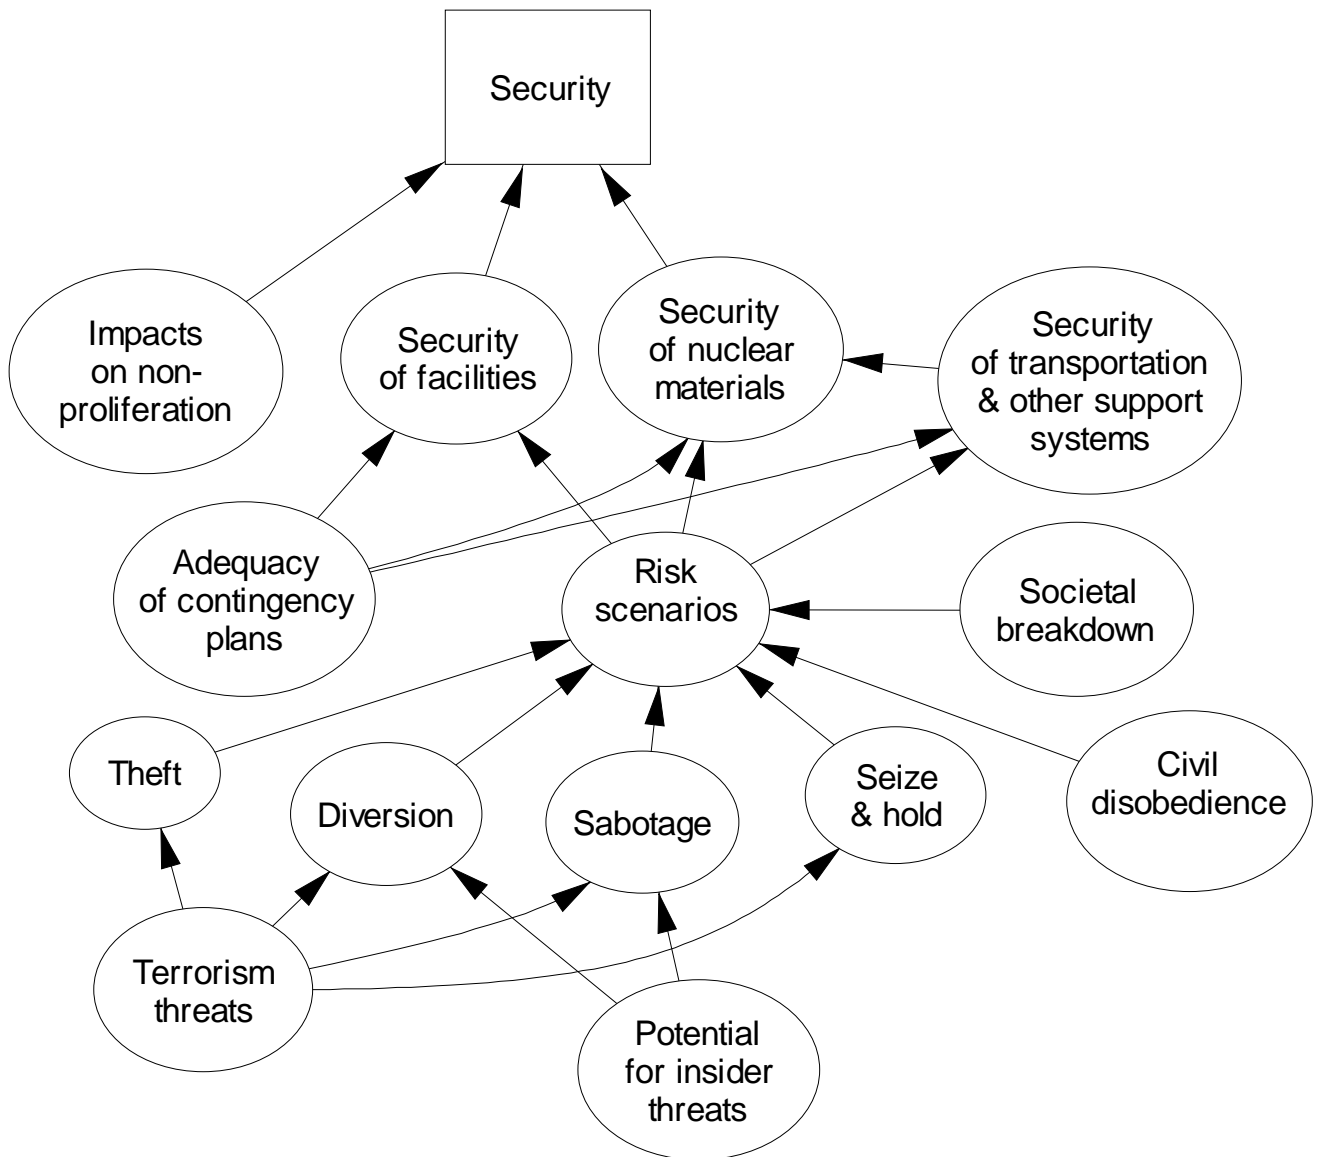 Security
Impacts
on non-
proliferation
Security
of facilities
Security
of nuclear
materials
Security
of transportation
& other support
systems
Adequacy
of contingency
plans
Risk
scenarios
Societal
breakdown
Theft
Diversion
Sabotage
Seize
& hold
Civil
disobedience
Terrorism
threats
Potential
for insider
threats